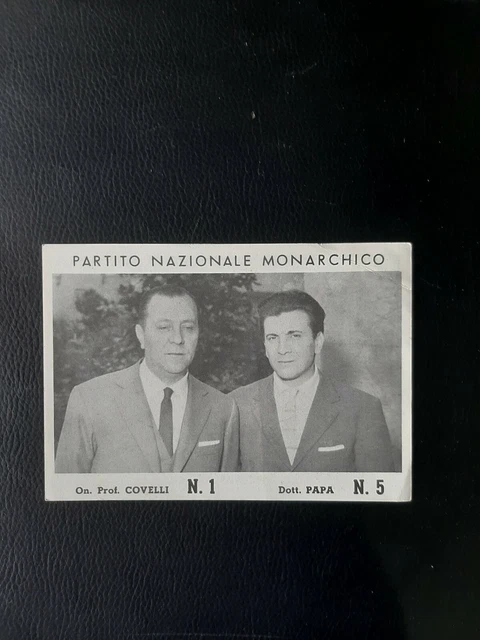 PARTITO NAZIONALE MONARCHICO
On. Prof. COVELLI N. 1 Dott. PAPA N. 5